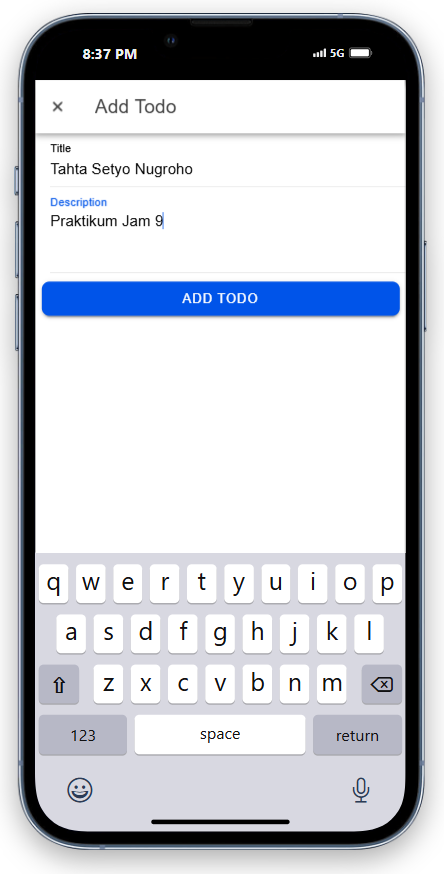 8:37 PM 5G
Add Todo
Title
Tahta Setyo Nugroho
Description
Praktikum Jam 9
ADD TODO
q w e r t y u i o p
a s d f g h j k l
z x c v b n m
123 space return